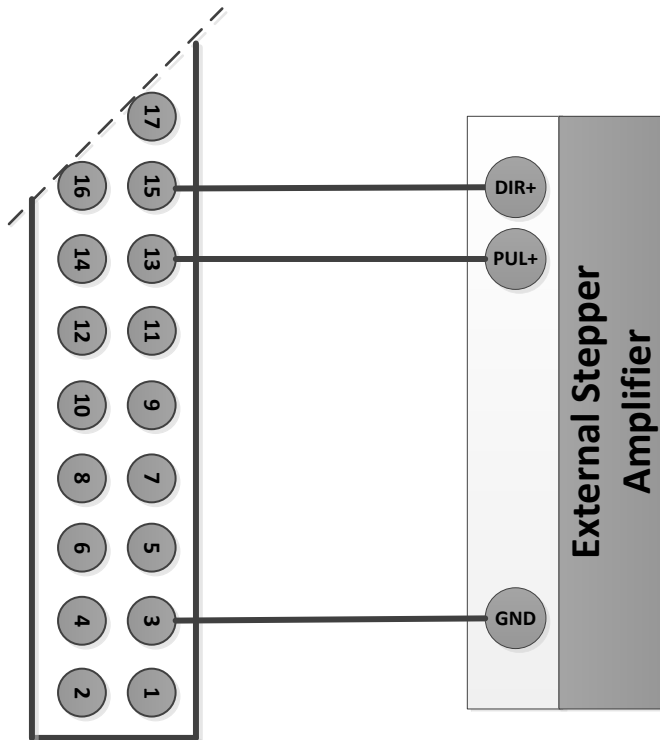 17
16 15 DIR+
14 13 PUL+
12 11
10 9
8 7
6 5
4 3 GND
2 1
External Stepper
Amplifier